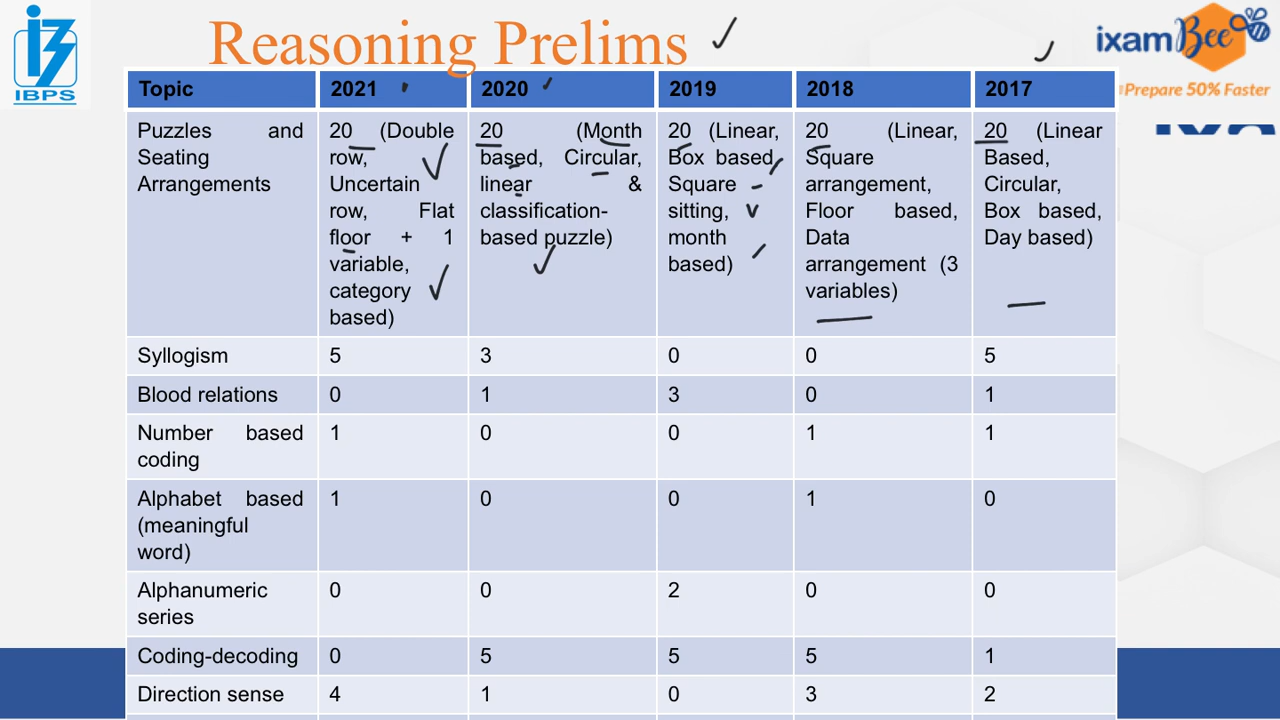 Reasoning Prelims
IBPS
ixamBee
Prepare 50% Faster
Topic 2021 2020 2019 2018 2017
Puzzles and Seating Arrangements
20 (Double row, Uncertain row, Flat floor + 1 variable, category based)
20 (Month based, Circular, linear & classification-based puzzle)
20 (Linear, Box based, Square sitting, month based)
20 (Linear, Square arrangement, Floor based, Data arrangement (3 variables)
20 (Linear Based, Circular, Box based, Day based)
Syllogism 5 3 0 0 5
Blood relations 0 1 3 0 1
Number based coding 1 0 0 1 1
Alphabet based (meaningful word) 1 0 0 1 0
Alphanumeric series 0 0 2 0 0
Coding-decoding 0 5 5 5 1
Direction sense 4 1 0 3 2